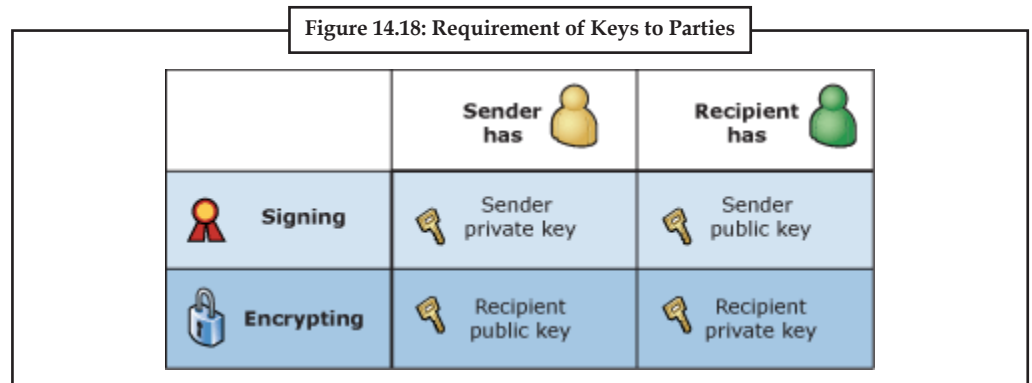 Figure 14.18: Requirement of Keys to Parties
Sender
has
Recipient
has
Signing
Sender
private key
Sender
public key
Encrypting
Recipient
public key
Recipient
private key